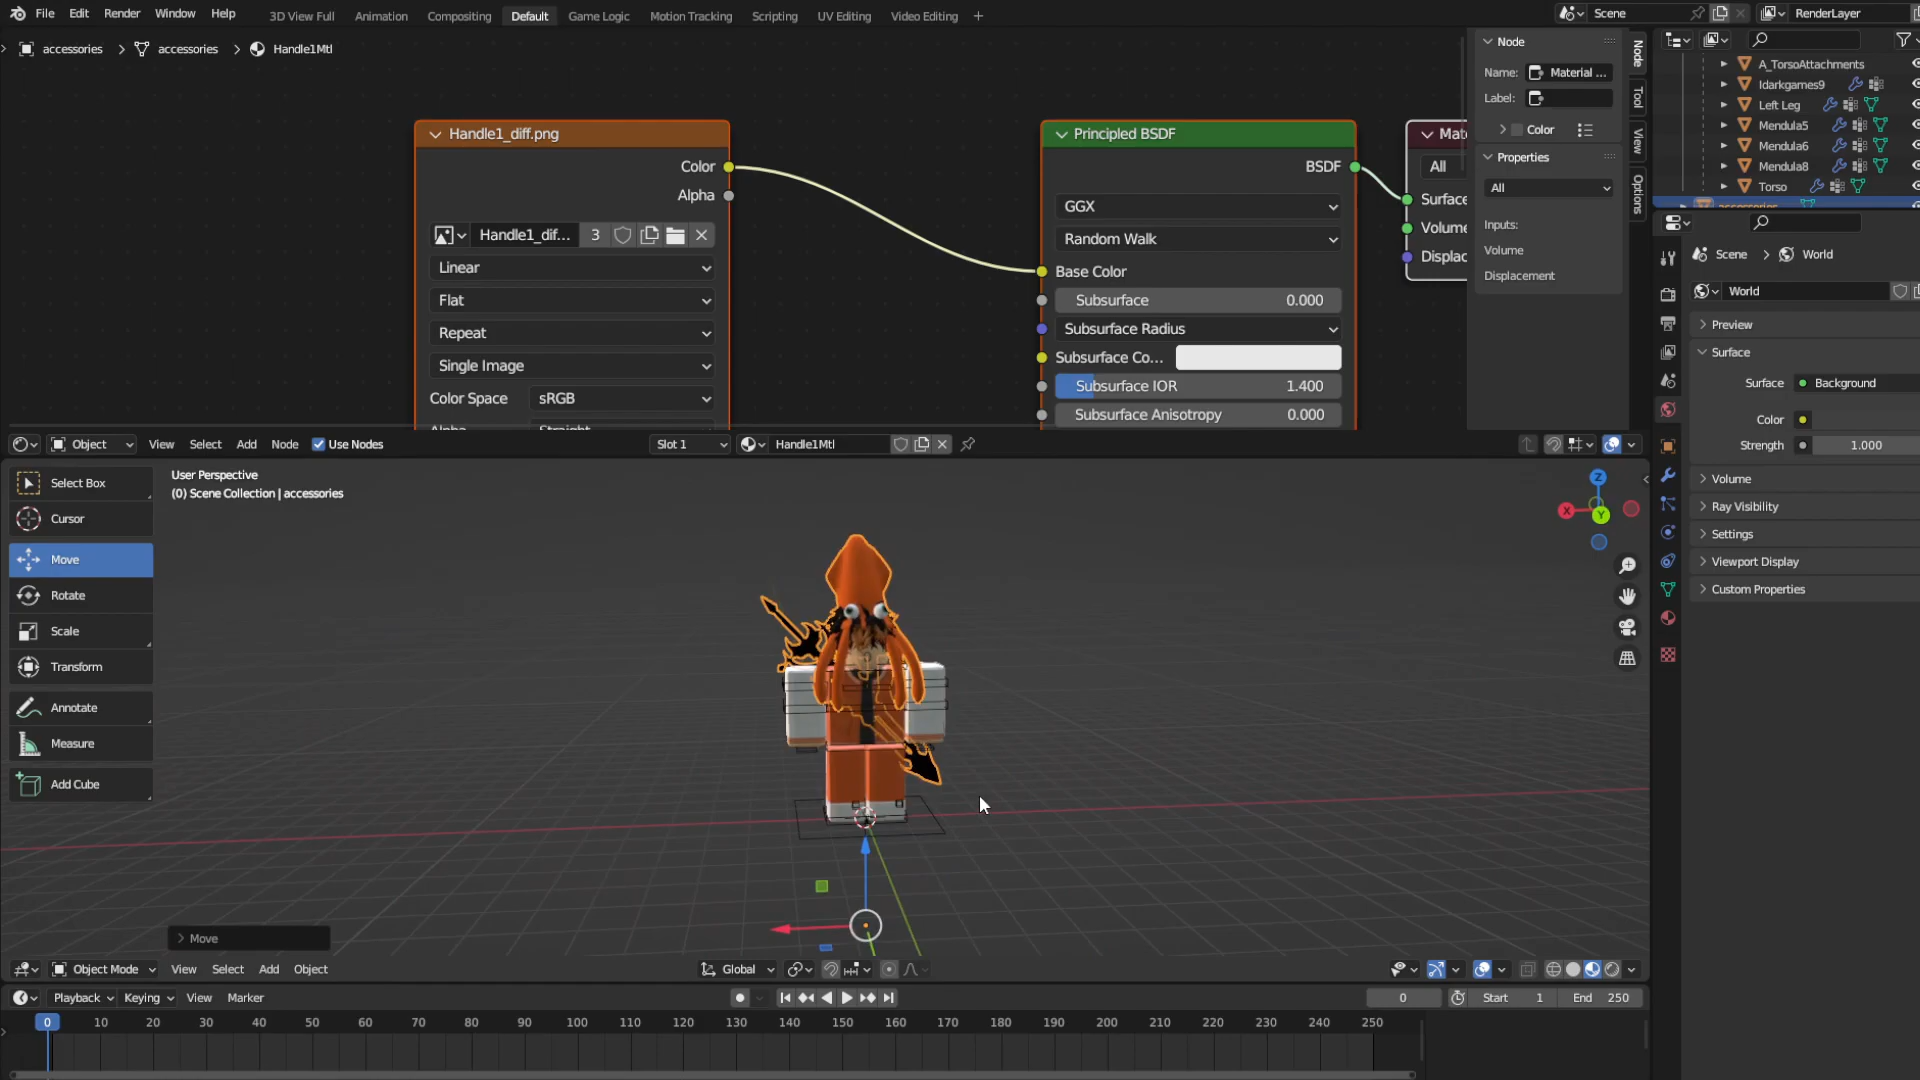 File Edit Render Window Help 3D View Full Animation Compositing Default Game Logic Motion Tracking Scripting UV Editing Video Editing + Scene RenderLayer
accessories > accessories > Handle1Mtl
Handle1_diff.png
Color
Alpha
Handle1_dif... 3
Linear
Flat
Repeat
Single Image
Color Space sRGB
Straight
Principled BSDF
BSDF
GGX
Random Walk
Base Color
Subsurface 0.000
Subsurface Radius
Subsurface Co...
Subsurface IOR 1.400
Subsurface Anisotropy 0.000
All
Surface
Volume
Displac
Node
Name: Material ...
Label:
Color
Properties
All
Inputs:
Volume
Displacement
Node
Tool
View
Options
A_TorsoAttachments
Idarkgames9
Left Leg
Mendula5
Mendula6
Mendula8
Torso
Scene > World
World
Preview
Surface
Surface Background
Color
Strength 1.000
Volume
Ray Visibility
Settings
Viewport Display
Custom Properties
Object View Select Add Node Use Nodes Slot 1 Handle1Mtl
User Perspective
(0) Scene Collection | accessories
Select Box
Cursor
Move
Rotate
Scale
Transform
Annotate
Measure
Add Cube
Z
X
Y
> Move
Object Mode View Select Add Object Global
Playback Keying View Marker 0 Start 1 End 250
0 10 20 30 40 50 60 70 80 90 100 110 120 130 140 150 160 170 180 190 200 210 220 230 240 250